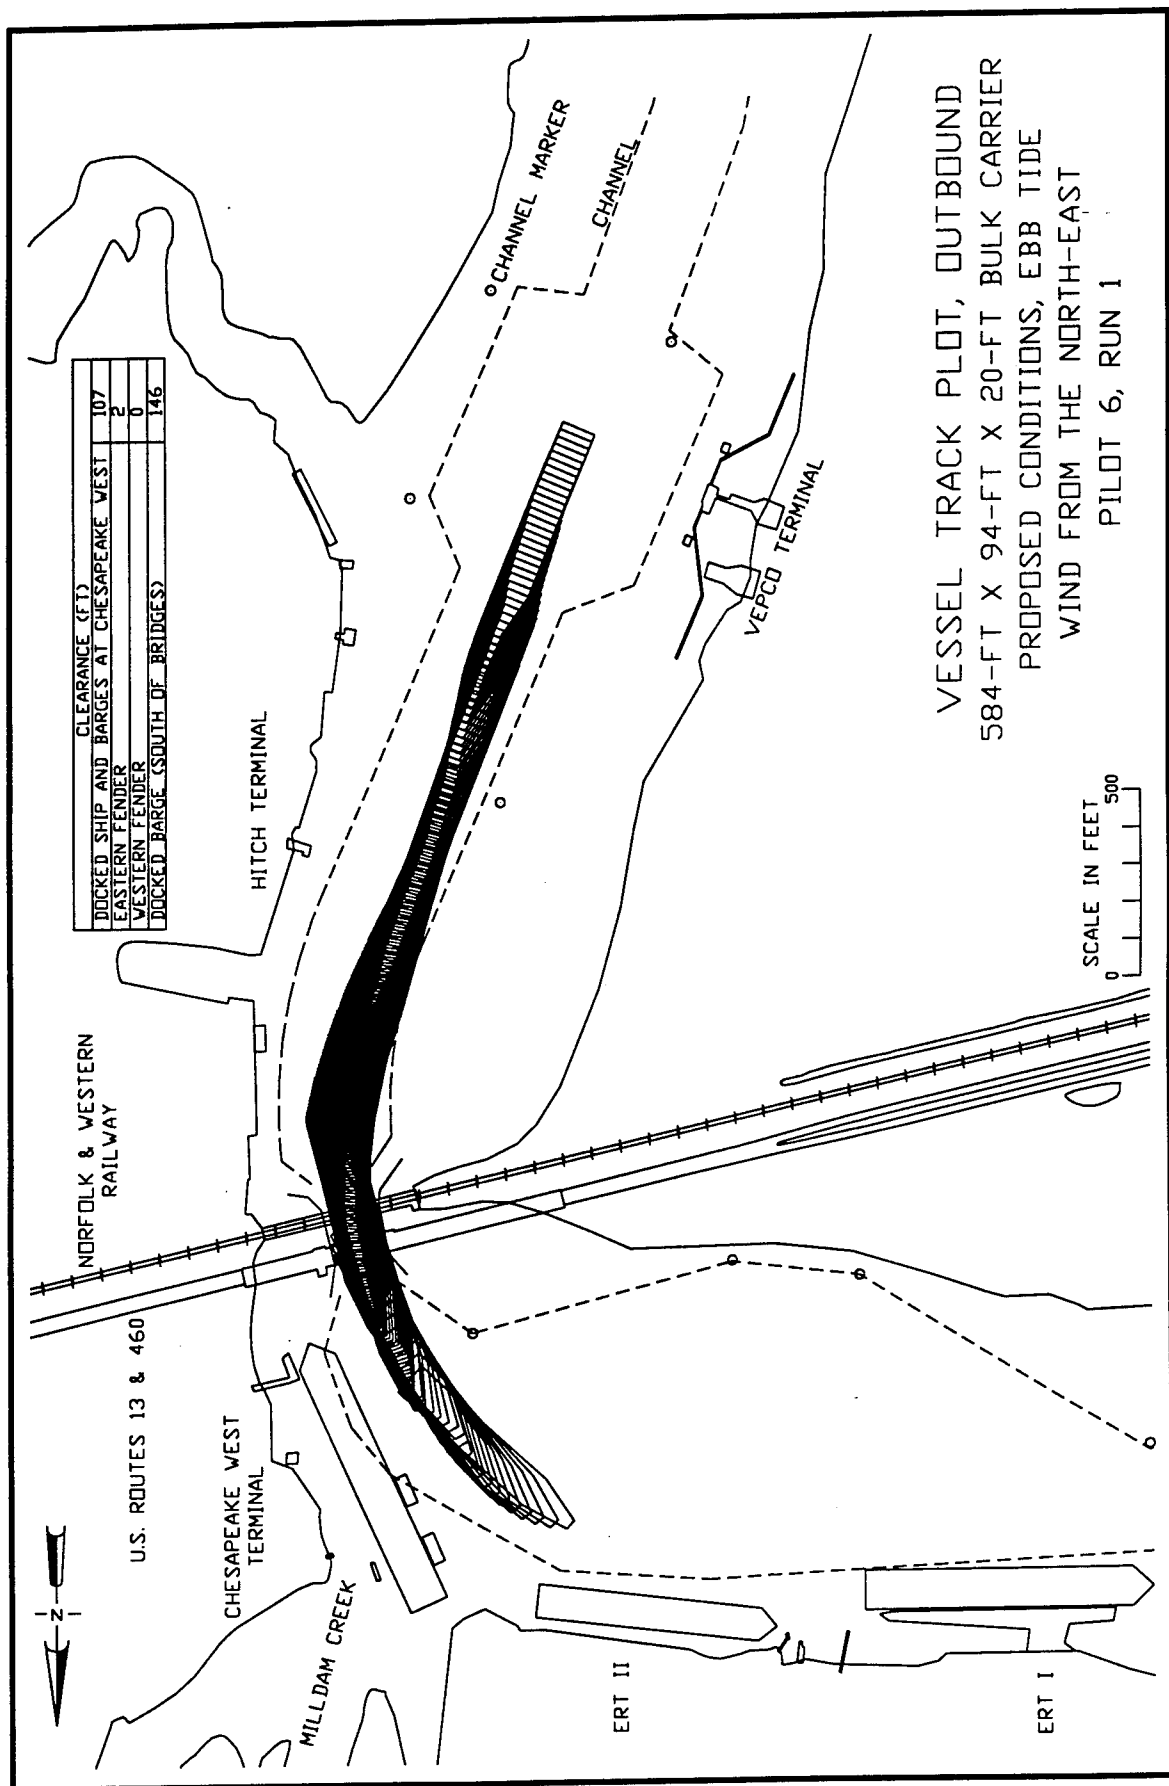 CLEARANCE (FT)
DOCKED SHIP AND BARGES AT CHESAPEAKE WEST 107
EASTERN FENDER 2
WESTERN FENDER 0
DOCKED BARGE (SOUTH OF BRIDGES) 146
N
NORFOLK & WESTERN
RAILWAY
U.S. ROUTES 13 & 460
HITCH TERMINAL
CHESAPEAKE WEST
TERMINAL
MILLDAM CREEK
CHANNEL MARKER
CHANNEL
VEPCO TERMINAL
ERT II
ERT I
SCALE IN FEET
0 500
VESSEL TRACK PLOT, OUTBOUND
584-FT X 94-FT X 20-FT BULK CARRIER
PROPOSED CONDITIONS, EBB TIDE
WIND FROM THE NORTH-EAST
PILOT 6, RUN 1